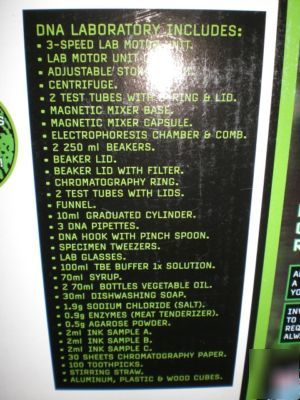 DNA LABORATORY INCLUDES:
• 3-SPEED LAB MOTOR UNIT.
• LAB MOTOR UNIT
• ADJUSTABLE
• CENTRIFUGE.
• 2 TEST TUBES WITH RING & LID.
• MAGNETIC MIXER BASE.
• MAGNETIC MIXER CAPSULE.
• ELECTROPHORESIS CHAMBER & COMB.
• 2 250 ml BEAKERS.
• BEAKER LID.
• BEAKER LID WITH FILTER.
• CHROMATOGRAPHY RING.
• 2 TEST TUBES WITH LIDS.
• FUNNEL.
• 10ml GRADUATED CYLINDER.
• 3 DNA PIPETTES.
• DNA HOOK WITH PINCH SPOON.
• SPECIMEN TWEEZERS.
• LAB GLASSES.
• 100ml TBE BUFFER 1x SOLUTION.
• 70ml SYRUP.
• 2 70ml BOTTLES VEGETABLE OIL.
• 30ml DISHWASHING SOAP.
• 1.9g SODIUM CHLORIDE (SALT).
• 0.9g ENZYMES (MEAT TENDERIZER).
• 0.5g AGAROSE POWDER.
• 2ml INK SAMPLE A.
• 2ml INK SAMPLE B.
• 2ml INK SAMPLE C.
• 30 SHEETS CHROMATOGRAPHY PAPER.
• 100 TOOTHPICKS.
• STIRRING STRAW.
• ALUMINUM, PLASTIC & WOOD CUBES.